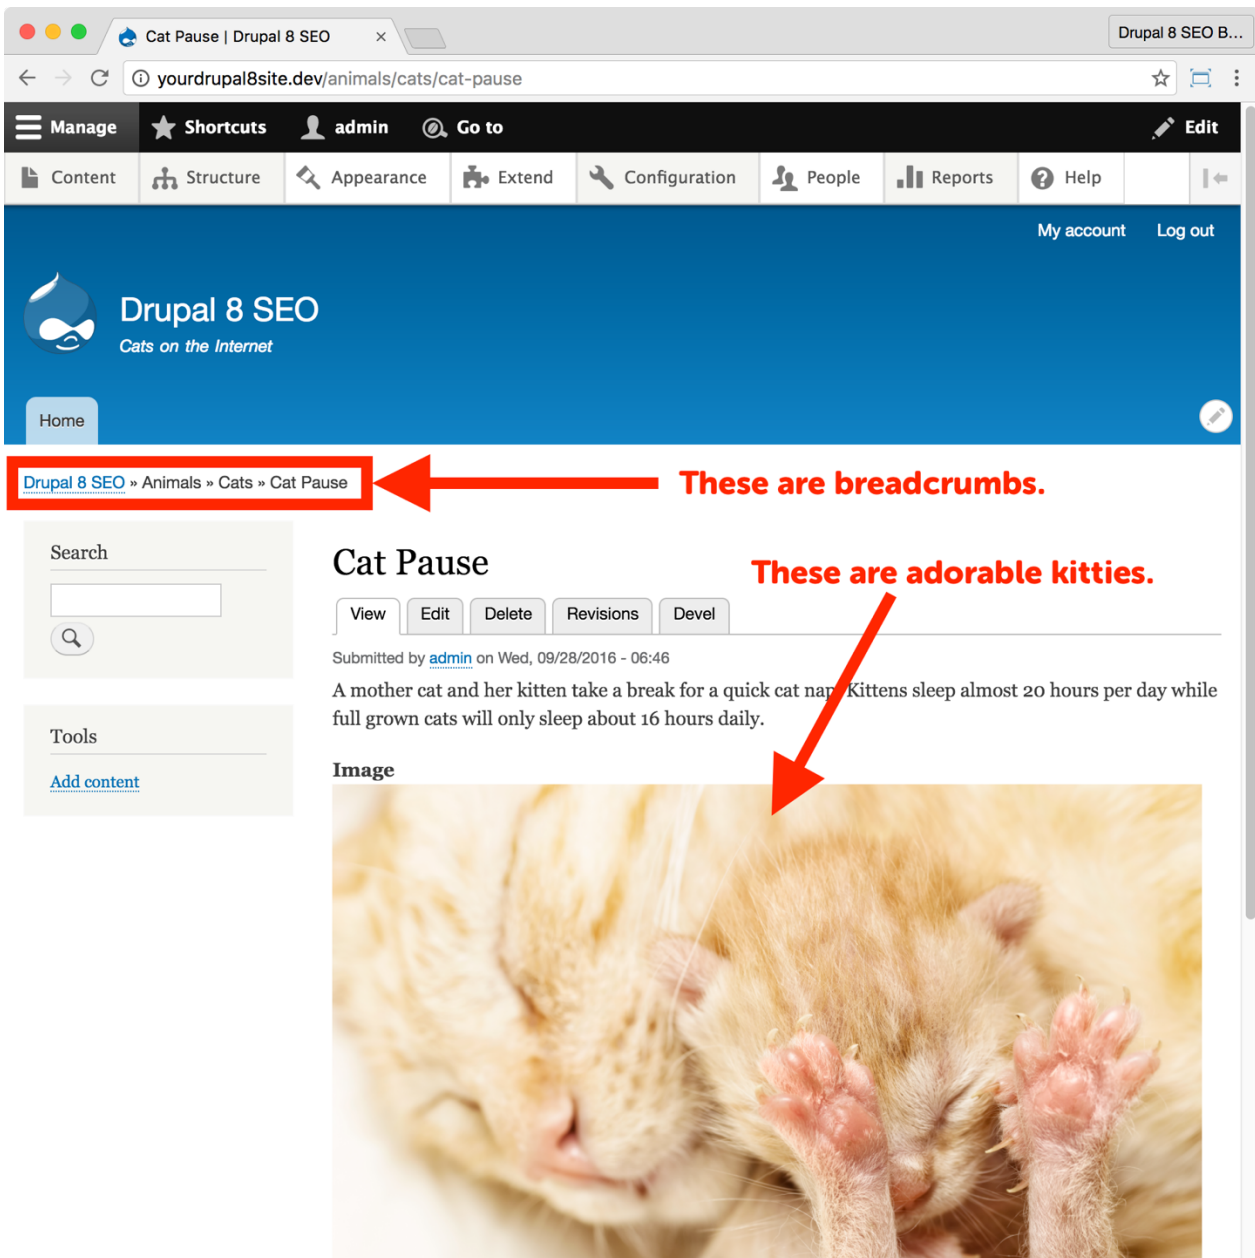 Cat Pause | Drupal 8 SEO
Drupal 8 SEO B...
yourdrupal8site.dev/animals/cats/cat-pause
Manage Shortcuts admin Go to Edit
Content Structure Appearance Extend Configuration People Reports Help
My account Log out
Drupal 8 SEO
Cats on the Internet
Home
Drupal 8 SEO » Animals » Cats » Cat Pause
These are breadcrumbs.
Search
Cat Pause
These are adorable kitties.
View Edit Delete Revisions Devel
Submitted by admin on Wed, 09/28/2016 - 06:46
A mother cat and her kitten take a break for a quick cat nap. Kittens sleep almost 20 hours per day while
full grown cats will only sleep about 16 hours daily.
Tools
Add content
Image